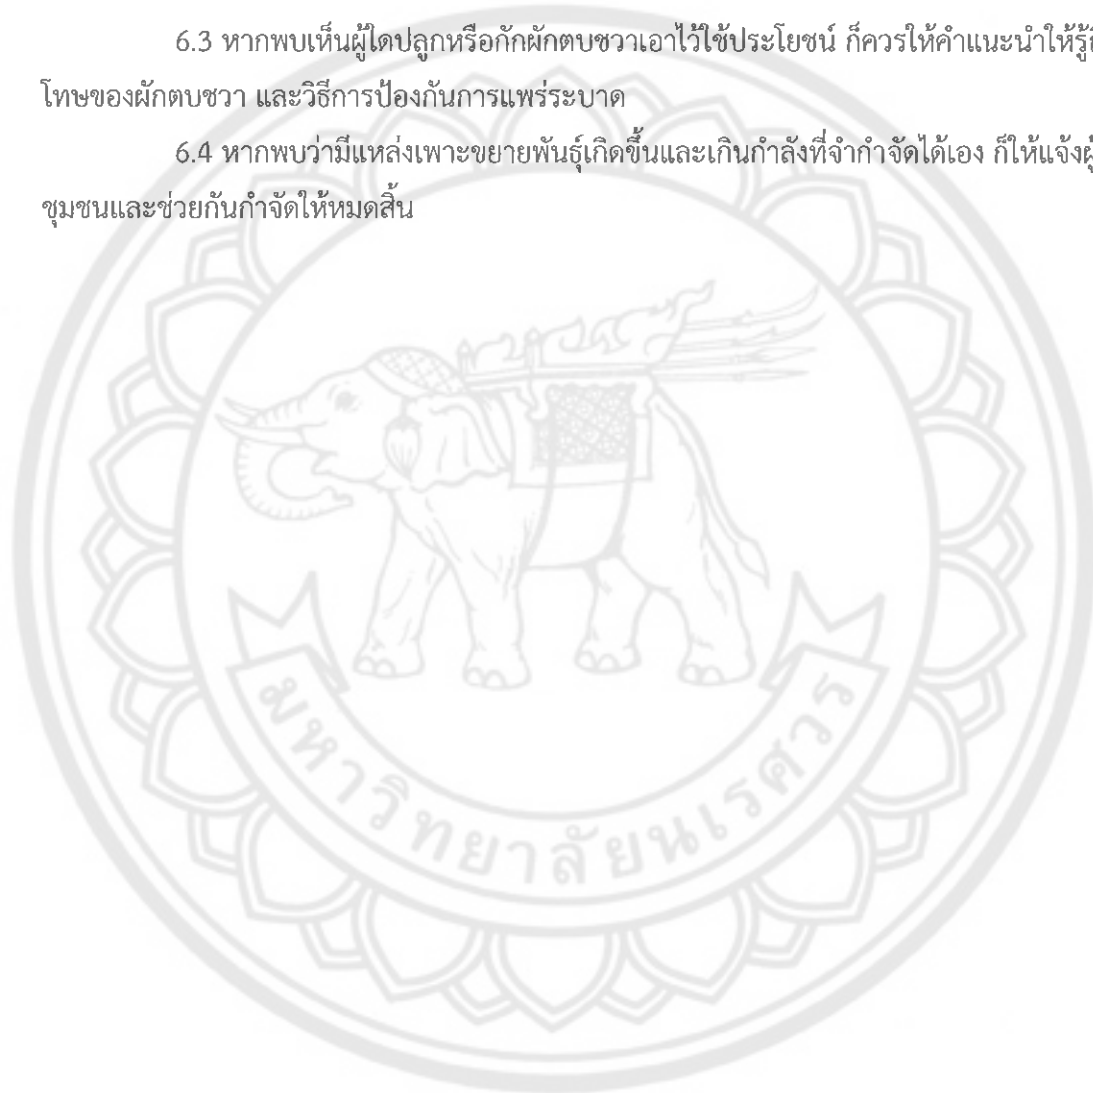 6.3 หากพบเห็นผู้ใดปลูกหรือกักผักตบชววเอาไว้ใช้ประโยชน์ ก็ควรให้คำแนะนำให้รู้
โทษของผักตบชวา และวิธีการป้องกันการแพร่ระบาด
6.4 หากพบว่ามีแหล่งเพาะขยายพันธุ์เกิดขึ้นและเกินกำลังที่จำกำจัดได้เอง ก็ให้แจ้ง
ชุมชนและช่วยกันกำจัดให้หมดสิ้น
มหาวิทยาลัยนเรศวร